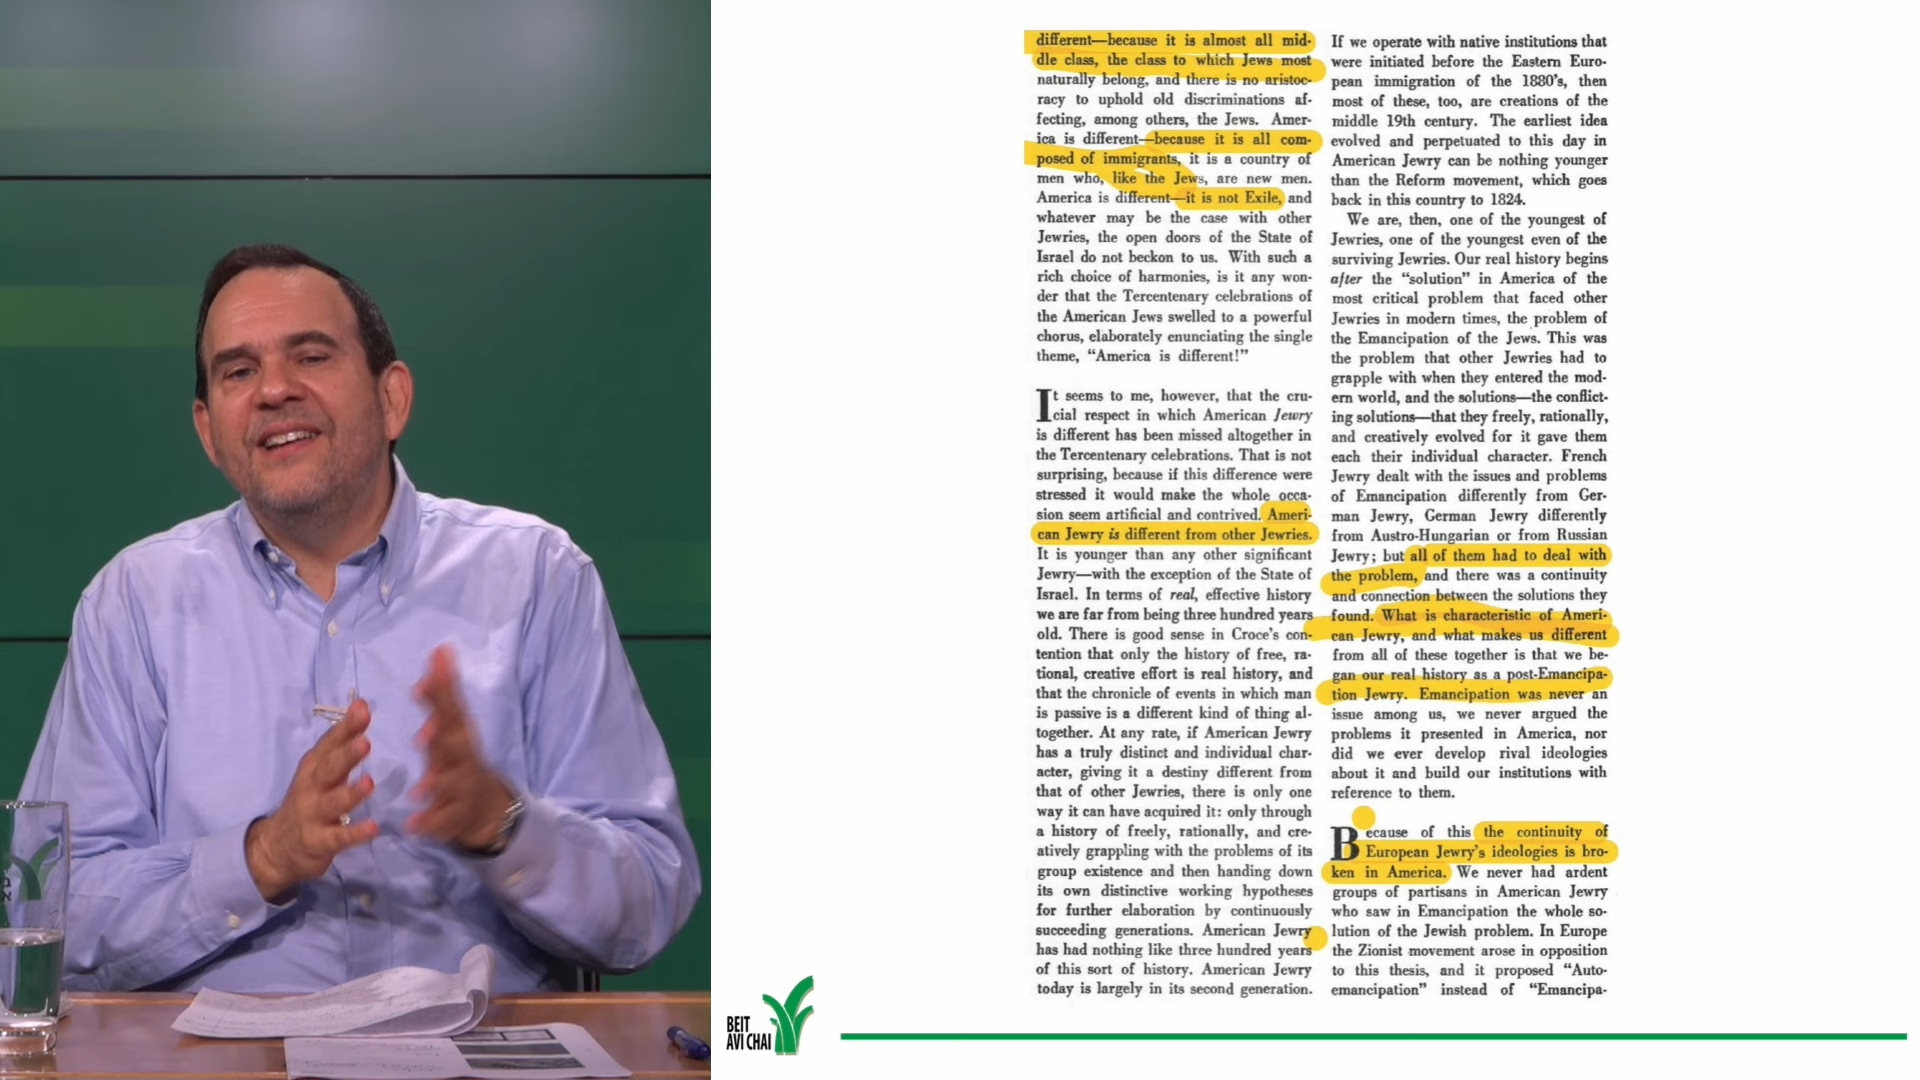 different—because it is almost all mid-
dle class, the class to which Jews most
naturally belong, and there is no aristoc-
racy to uphold old discriminations af-
fecting, among others, the Jews. Amer-
ica is different—because it is all com-
posed of immigrants, it is a country of
men who, like the Jews, are new men.
America is different—it is not Exile, and
whatever may be the case with other
Jewries, the open doors of the State of
Israel do not beckon to us. With such a
rich choice of harmonies, is it any won-
der that the Tercentenary celebrations of
the American Jews swelled to a powerful
chorus, elaborately enunciating the single
theme, “America is different!”
It seems to me, however, that the cru-
cial respect in which American Jewry
is different has been missed altogether in
the Tercentenary celebrations. That is not
surprising, because if this difference were
stressed it would make the whole occa-
sion seem artificial and contrived. Ameri-
can Jewry is different from other Jewries.
It is younger than any other significant
Jewry—with the exception of the State of
Israel. In terms of real, effective history
we are far from being three hundred years
old. There is good sense in Croce's con-
tention that only the history of free, ra-
tional, creative effort is real history, and
that the chronicle of events in which man
is passive is a different kind of thing al-
together. At any rate, if American Jewry
has a truly distinct and individual char-
acter, giving it a destiny different from
that of other Jewries, there is only one
way it can have acquired it: only through
a history of freely, rationally, and cre-
atively grappling with the problems of its
group existence and then handing down
its own distinctive working hypotheses
for further elaboration by continuously
succeeding generations. American Jewry
has had nothing like three hundred years
of this sort of history. American Jewry
today is largely in its second generation.
If we operate with native institutions that
were initiated before the Eastern Euro-
pean immigration of the 1880's, then
most of these, too, are creations of the
middle 19th century. The earliest idea
evolved and perpetuated to this day in
American Jewry can be nothing younger
than the Reform movement, which goes
back in this country to 1824.
We are, then, one of the youngest of
Jewries, one of the youngest even of the
surviving Jewries. Our real history begins
after the “solution” in America of the
most critical problem that faced other
Jewries in modern times, the problem of
the Emancipation of the Jews. This was
the problem that other Jewries had to
grapple with when they entered the mod-
ern world, and the solutions—the conflict-
ing solutions—that they freely, rationally,
and creatively evolved for it gave them
each their individual character. French
Jewry dealt with the issues and problems
of Emancipation differently from Ger-
man Jewry, German Jewry differently
from Austro-Hungarian or from Russian
Jewry; but all of them had to deal with
the problem, and there was a continuity
and connection between the solutions they
found. What is characteristic of Ameri-
can Jewry, and what makes us different
from all of these together is that we be-
gan our real history as a post-Emancipa-
tion Jewry. Emancipation was never an
issue among us, we never argued the
problems it presented in America, nor
did we ever develop rival ideologies
about it and build our institutions with
reference to them.
Because of this the continuity of
European Jewry's ideologies is bro-
ken in America. We never had ardent
groups of partisans in American Jewry
who saw in Emancipation the whole so-
lution of the Jewish problem. In Europe
the Zionist movement arose in opposition
to this thesis, and it proposed “Auto-
emancipation” instead of “Emancipa-
BEIT
AVI CHAI